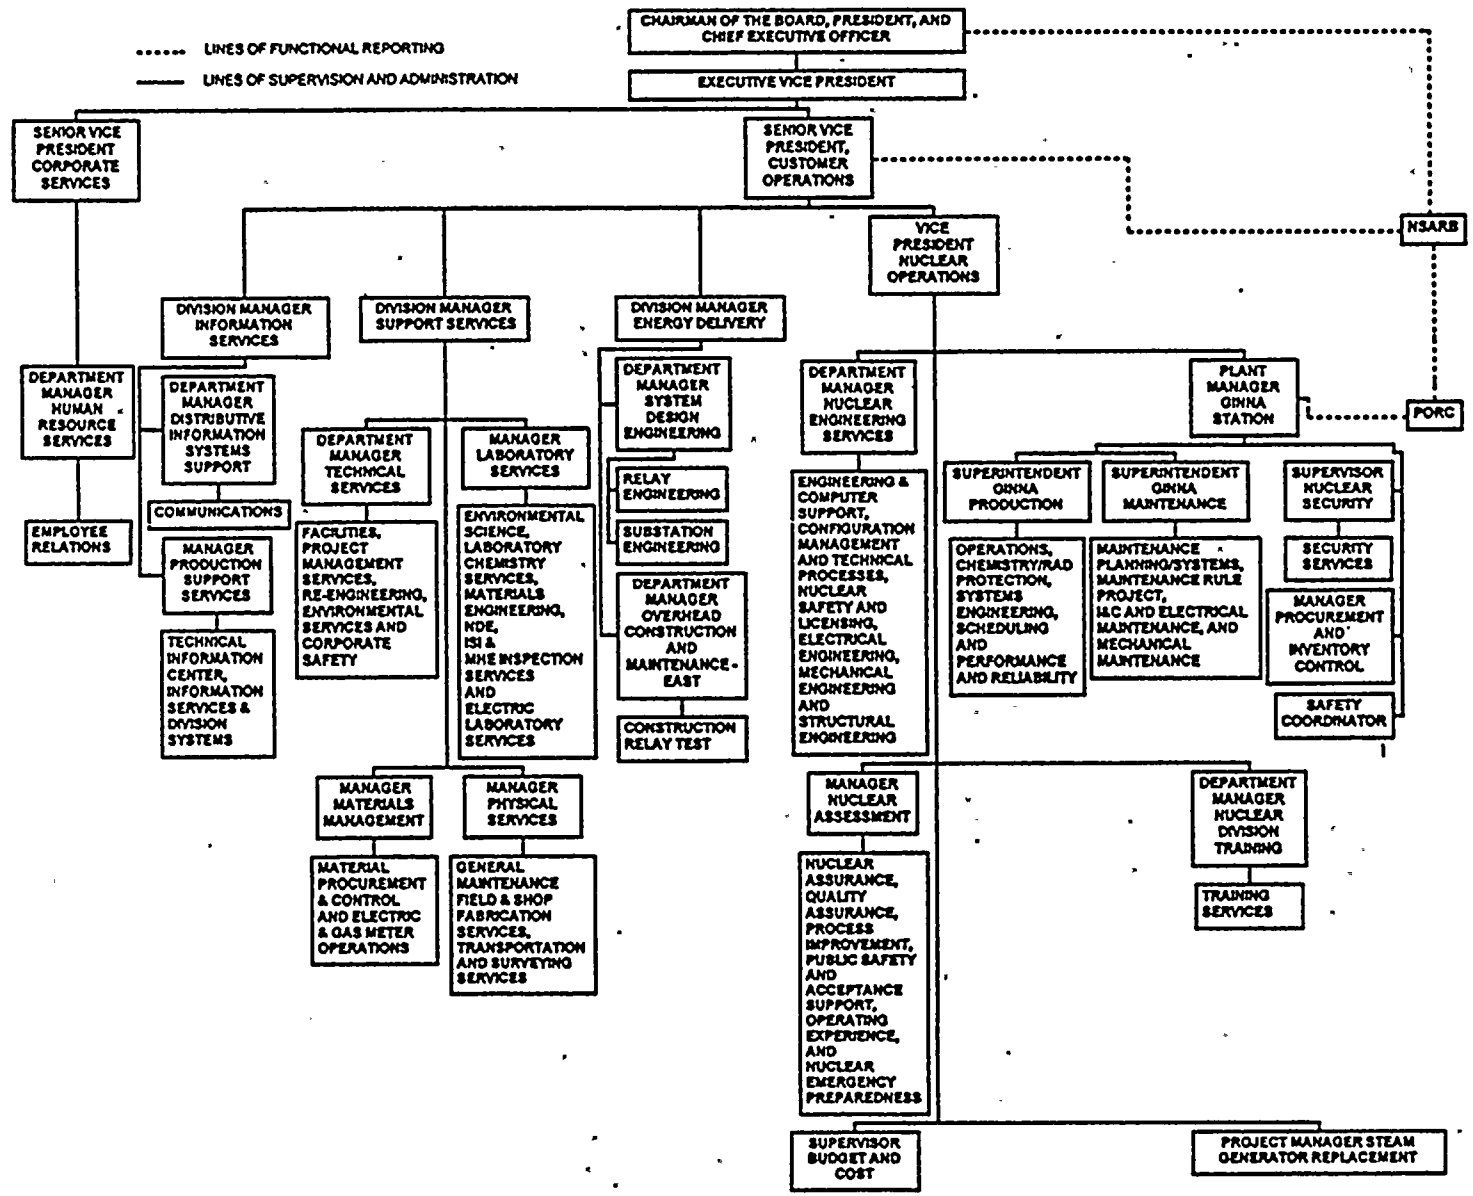 CHAIRMAN OF THE BOARD, PRESIDENT, AND
CHIEF EXECUTIVE OFFICER
LINES OF FUNCTIONAL REPORTING
LINES OF SUPERVISION AND ADMINISTRATION
EXECUTIVE VICE PRESIDENT
SENIOR VICE
PRESIDENT
CORPORATE
SERVICES
SENIOR VICE
PRESIDENT,
CUSTOMER
OPERATIONS
VICE
PRESIDENT
NUCLEAR
OPERATIONS
NSARB
DIVISION MANAGER
INFORMATION
SERVICES
DIVISION MANAGER
SUPPORT SERVICES
DIVISION MANAGER
ENERGY DELIVERY
DEPARTMENT
MANAGER
HUMAN
RESOURCE
SERVICES
EMPLOYEE
RELATIONS
DEPARTMENT
MANAGER
DISTRIBUTIVE
INFORMATION
SYSTEMS
SUPPORT
COMMUNICATIONS
MANAGER
PRODUCTION
SUPPORT
SERVICES
TECHNICAL
INFORMATION
CENTER,
INFORMATION
SERVICES &
DIVISION
SYSTEMS
DEPARTMENT
MANAGER
TECHNICAL
SERVICES
FACILITIES,
PROJECT
MANAGEMENT
SERVICES,
RE-ENGINEERING,
ENVIRONMENTAL
SERVICES AND
CORPORATE
SAFETY
MANAGER
LABORATORY
SERVICES
ENVIRONMENTAL
SCIENCE,
LABORATORY
CHEMISTRY
SERVICES,
MATERIALS
ENGINEERING,
NDE,
ISI &
MHE INSPECTION
SERVICES
AND
ELECTRIC
LABORATORY
SERVICES
DEPARTMENT
MANAGER
SYSTEM
DESIGN
ENGINEERING
RELAY
ENGINEERING
SUBSTATION
ENGINEERING
DEPARTMENT
MANAGER
OVERHEAD
CONSTRUCTION
AND
MAINTENANCE-
EAST
CONSTRUCTION
RELAY TEST
DEPARTMENT
MANAGER
NUCLEAR
ENGINEERING
SERVICES
ENGINEERING &
COMPUTER
SUPPORT,
CONFIGURATION
MANAGEMENT
AND TECHNICAL
PROCESSES,
NUCLEAR
SAFETY AND
LICENSING,
ELECTRICAL
ENGINEERING,
MECHANICAL
ENGINEERING
AND
STRUCTURAL
ENGINEERING
PLANT
MANAGER
GINNA
STATION
PORC
SUPERINTENDENT
GINNA
PRODUCTION
OPERATIONS,
CHEMISTRY/RAD
PROTECTION,
SYSTEMS
ENGINEERING,
SCHEDULING
AND
PERFORMANCE
AND RELIABILITY
SUPERINTENDENT
GINNA
MAINTENANCE
MAINTENANCE
PLANNING/SYSTEMS,
MAINTENANCE RULE
PROJECT,
I&C AND ELECTRICAL
MAINTENANCE, AND
MECHANICAL
MAINTENANCE
SUPERVISOR
NUCLEAR
SECURITY
SECURITY
SERVICES
MANAGER
PROCUREMENT
AND
INVENTORY
CONTROL
SAFETY
COORDINATOR
MANAGER
MATERIALS
MANAGEMENT
MATERIAL
PROCUREMENT
& CONTROL
AND ELECTRIC
& GAS METER
OPERATIONS
MANAGER
PHYSICAL
SERVICES
GENERAL
MAINTENANCE
FIELD & SHOP
FABRICATION
SERVICES,
TRANSPORTATION
AND SURVEYING
SERVICES
MANAGER
NUCLEAR
ASSESSMENT
NUCLEAR
ASSURANCE,
QUALITY
ASSURANCE,
PROCESS
IMPROVEMENT,
PUBLIC SAFETY
AND
ACCEPTANCE
SUPPORT,
OPERATING
EXPERIENCE,
AND
NUCLEAR
EMERGENCY
PREPAREDNESS
DEPARTMENT
MANAGER
NUCLEAR
DIVISION
TRAINING
TRAINING
SERVICES
SUPERVISOR
BUDGET AND
COST
PROJECT MANAGER STEAM
GENERATOR REPLACEMENT